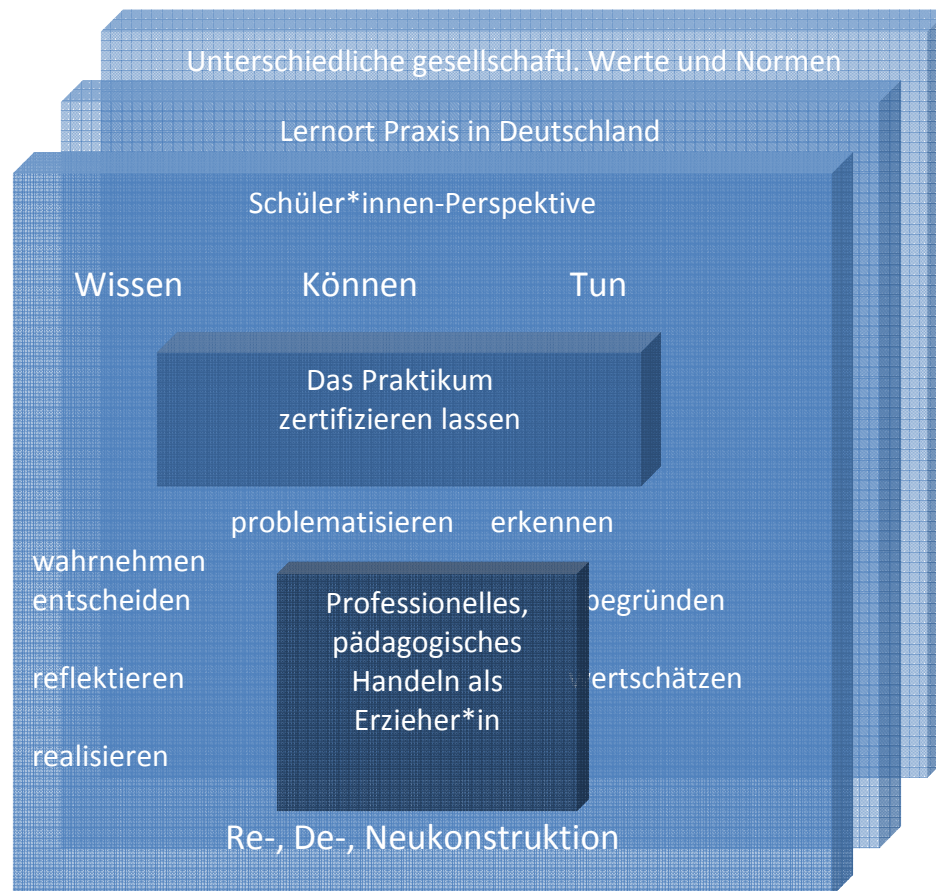 Unterschiedliche gesellschaftl. Werte und Normen
Lernort Praxis in Deutschland
Schüler*innen-Perspektive
Wissen Können Tun
Das Praktikum
zertifizieren lassen
problematisieren erkennen
wahrnehmen
entscheiden
reflektieren
realisieren
Professionelles,
pädagogisches
Handeln als
Erzieher*in
begründen
wertschätzen
Re-, De-, Neukonstruktion